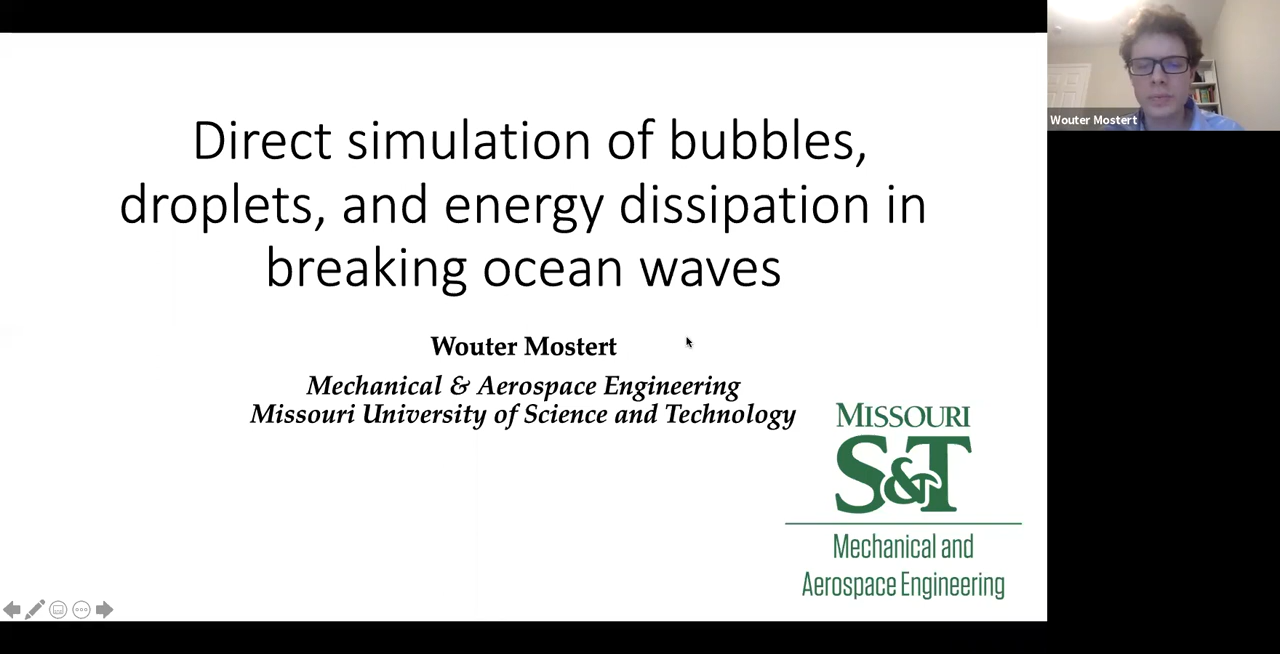 Direct simulation of bubbles,
droplets, and energy dissipation in
breaking ocean waves
Wouter Mostert
Mechanical & Aerospace Engineering
Missouri University of Science and Technology
MISSOURI
S&T
Mechanical and
Aerospace Engineering
Wouter Mostert